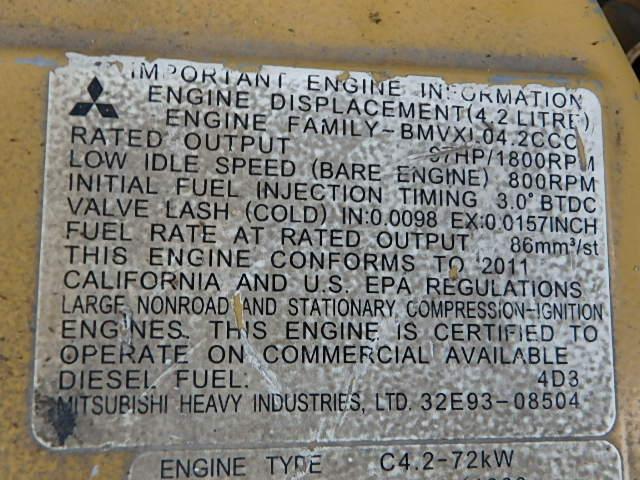 IMPORTANT ENGINE INFORMATION
ENGINE DISPLACEMENT(4.2 LITRE)
ENGINE FAMILY-BMVXL04.2CCC
RATED OUTPUT 97HP/1800RPM
LOW IDLE SPEED (BARE ENGINE) 800RPM
INITIAL FUEL INJECTION TIMING 3.0° BTDC
VALVE LASH (COLD) IN:0.0098 EX:0.0157INCH
FUEL RATE AT RATED OUTPUT 86mm³/st
THIS ENGINE CONFORMS TO 2011
CALIFORNIA AND U.S. EPA REGULATIONS
LARGE NONROAD AND STATIONARY COMPRESSION-IGNITION
ENGINES. THIS ENGINE IS CERTIFIED TO
OPERATE ON COMMERCIAL AVAILABLE
DIESEL FUEL. 4D3
MITSUBISHI HEAVY INDUSTRIES, LTD. 32E93-08504
ENGINE TYPE C4.2-72kW